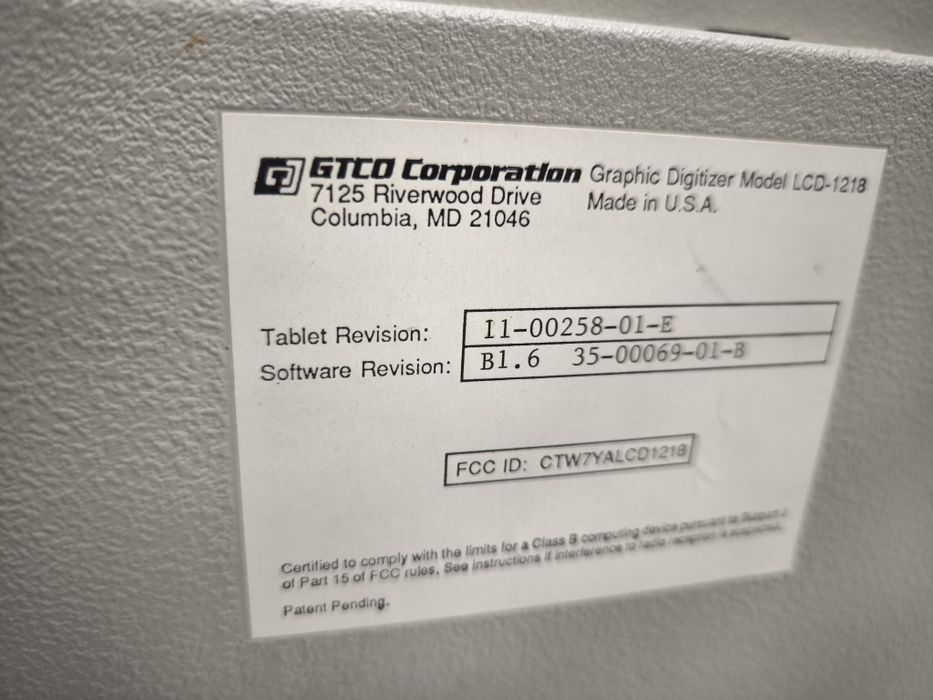 GTCO Corporation Graphic Digitizer Model LCD-1218
7125 Riverwood Drive Made in U.S.A.
Columbia, MD 21046
Tablet Revision: I1-00258-01-E
Software Revision: B1.6 35-00069-01-B
FCC ID: CTW7YALCD1218
Certified to comply with the limits for a Class B computing device pursuant to Subpart J
of Part 15 of FCC rules. See instructions if interference to radio reception is suspected.
Patent Pending.